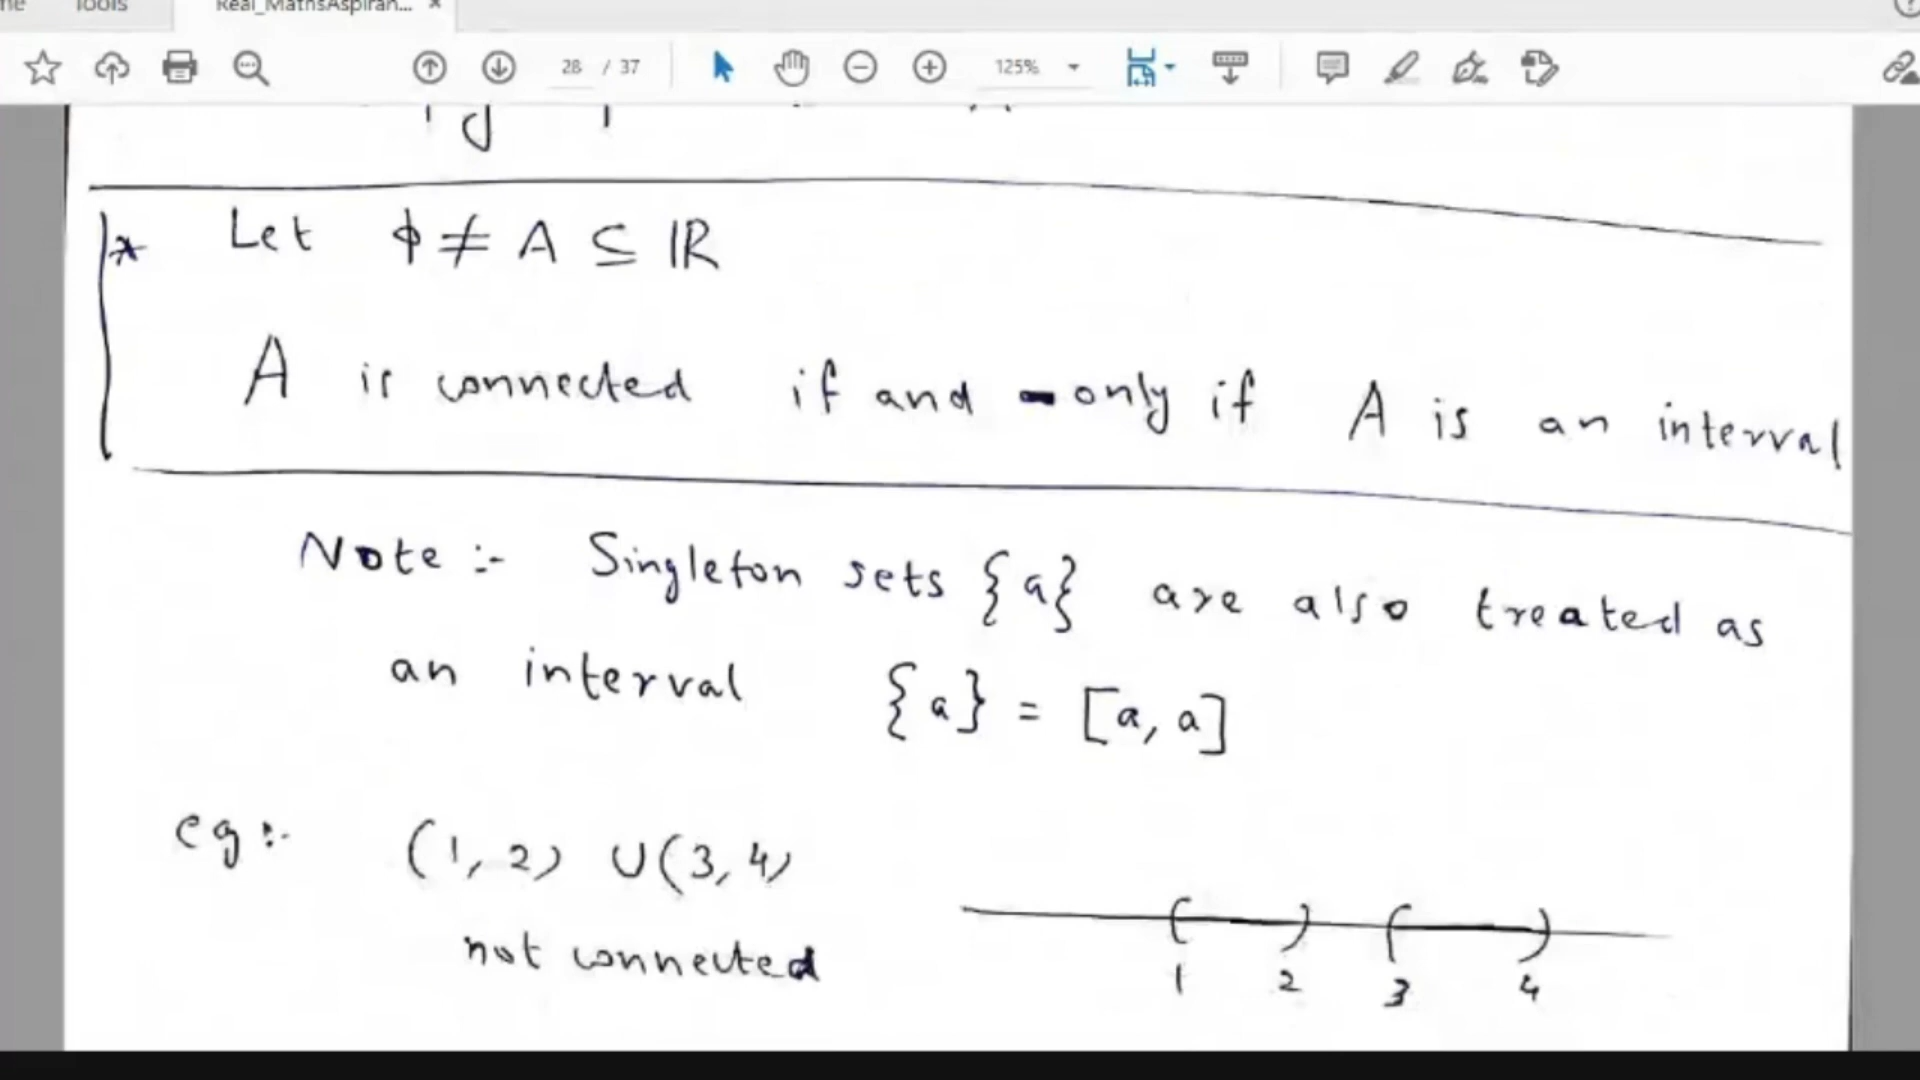 Tools
Real_MathsAspiran... ×
28 / 37
125%
* Let ϕ ≠ A ⊆ ℝ
A is connected if and only if A is an interval
Note :- Singleton sets {a} are also treated as
an interval {a} = [a, a]
eg :- (1, 2) ∪ (3, 4)
not connected
1 2 3 4